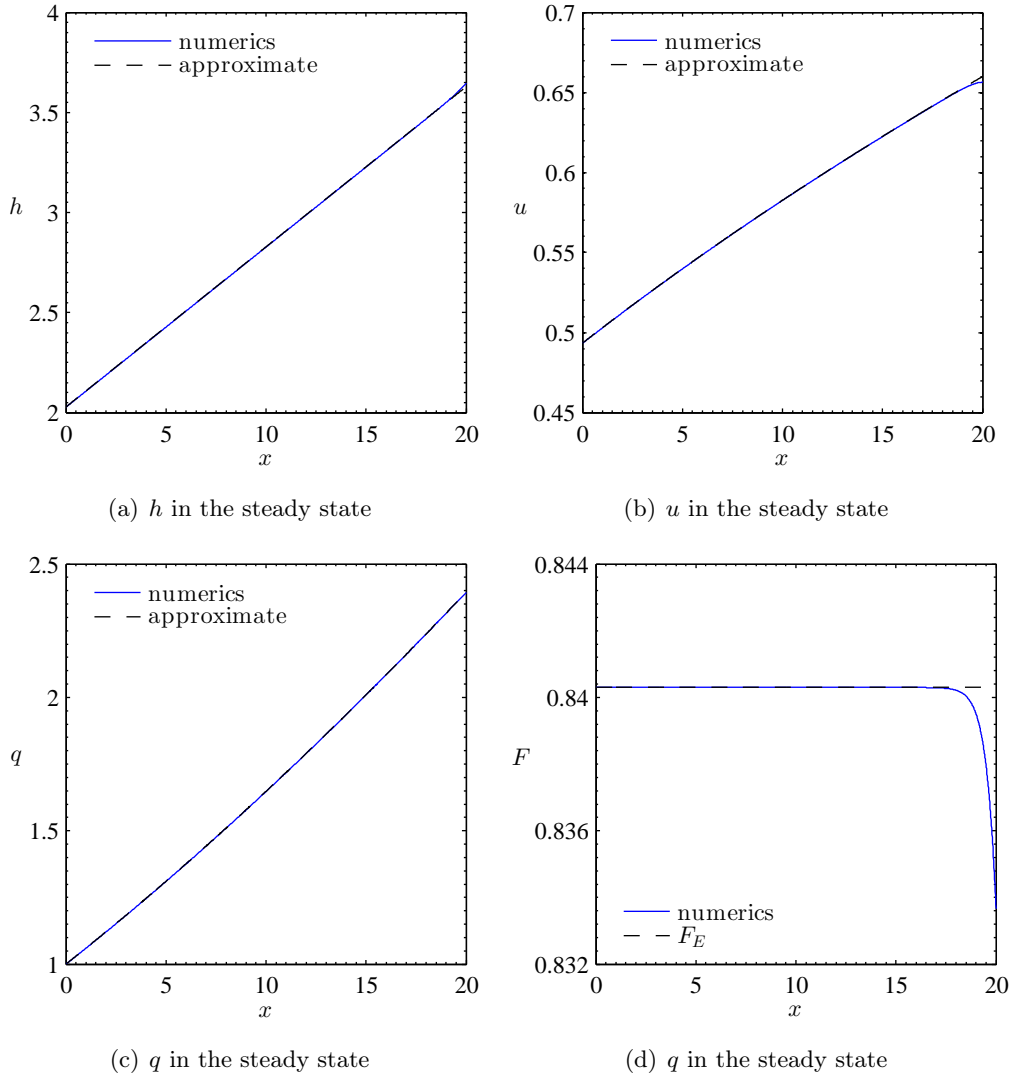 4
3.5
3
2.5
2
h
numerics
approximate
0 5 10 15 20
x
(a) h in the steady state
0.7
0.65
0.6
0.55
0.5
0.45
u
numerics
approximate
0 5 10 15 20
x
(b) u in the steady state
2.5
2
1.5
1
q
numerics
approximate
0 5 10 15 20
x
(c) q in the steady state
0.844
0.84
0.836
0.832
F
numerics
F_E
0 5 10 15 20
x
(d) q in the steady state